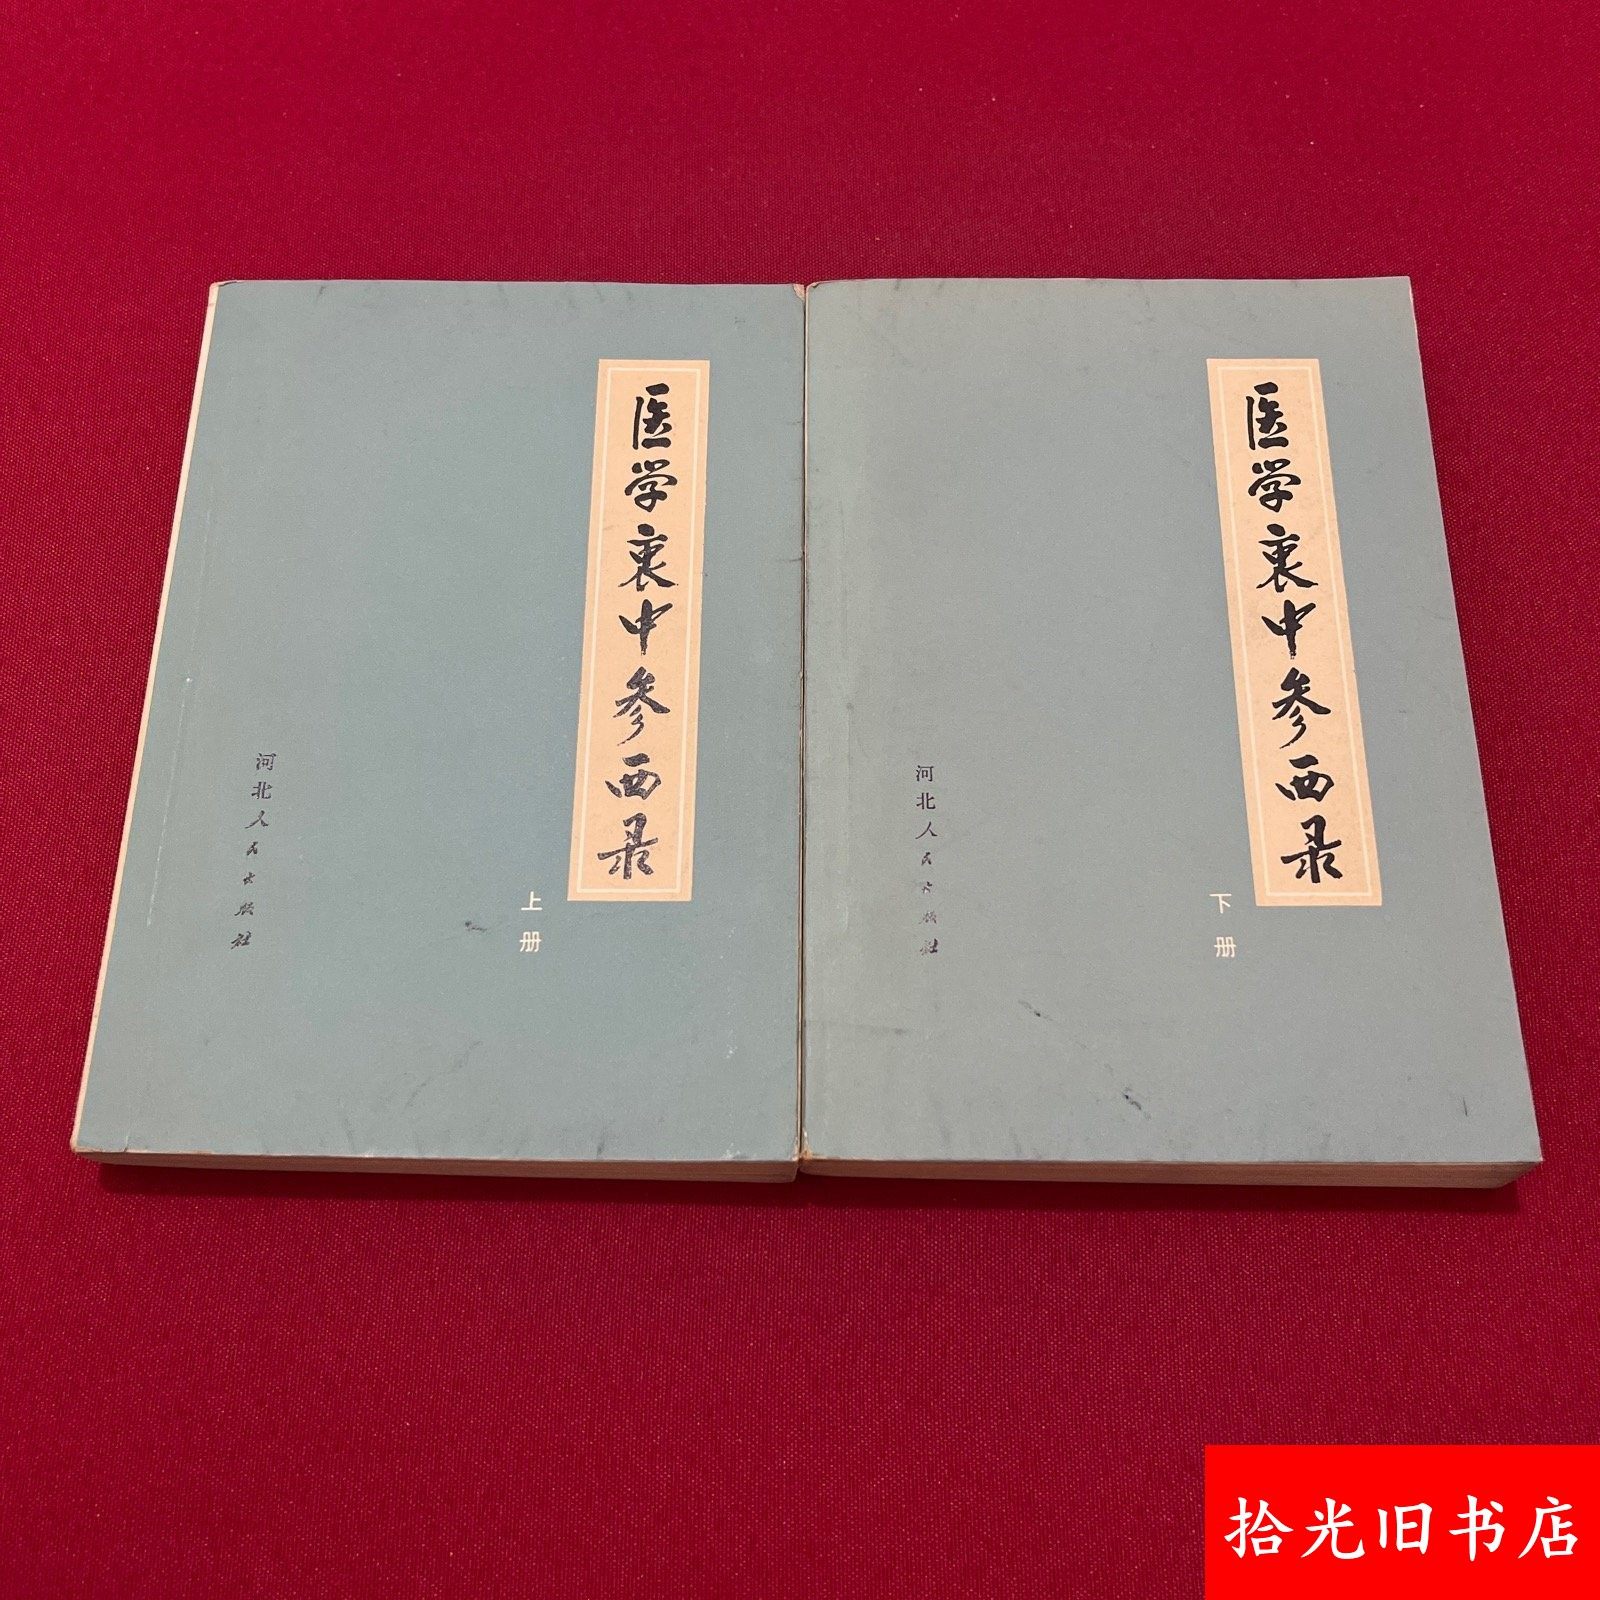 医学衷中参西录
上册
河北人民出版社
医学衷中参西录
下册
河北人民出版社
拾光旧书店